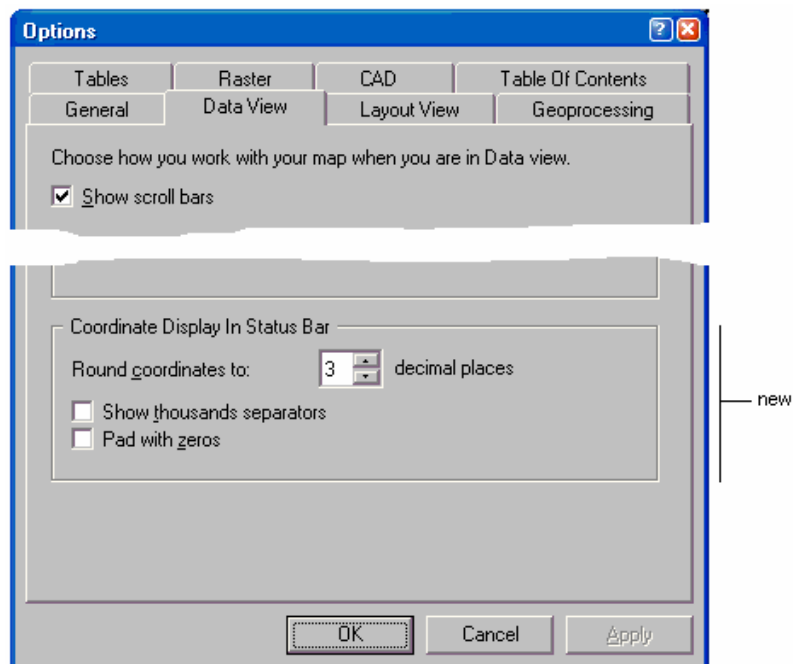 Options
Tables Raster CAD Table Of Contents
General Data View Layout View Geoprocessing
Choose how you work with your map when you are in Data view.
Show scroll bars
Coordinate Display In Status Bar
Round coordinates to: 3 decimal places
new
Show thousands separators
Pad with zeros
OK Cancel Apply